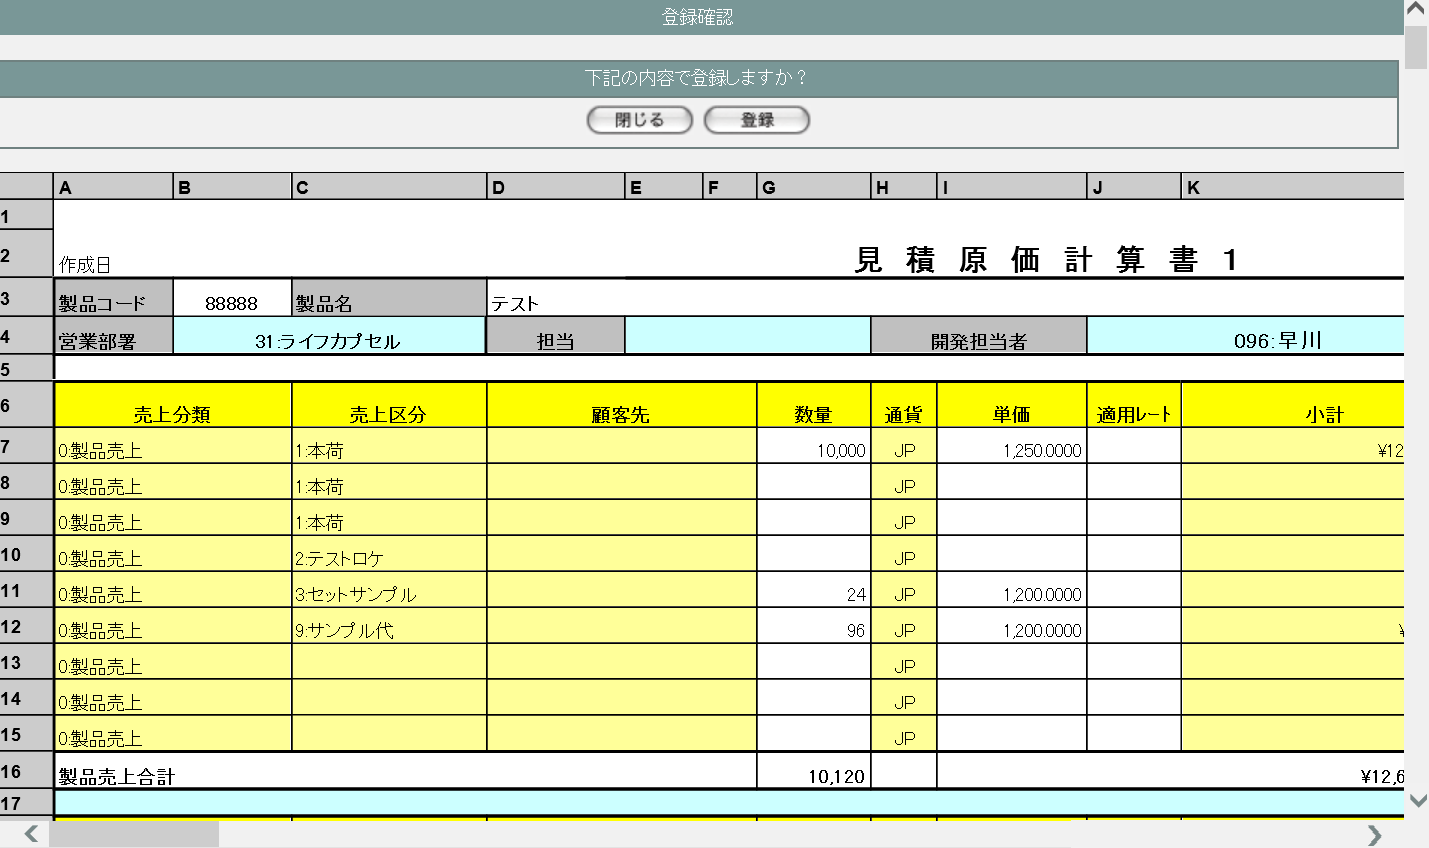 登録確認
下記の内容で登録しますか？
閉じる 登録
A B C D E F G H I J K
1
2 作成日 見積原価計算書1
3 製品コード 88888 製品名 テスト
4 営業部署 31:ライフカプセル 担当 開発担当者 096:早川
5
6 売上分類 売上区分 顧客先 数量 通貨 単価 適用レート 小計
7 0:製品売上 1:本荷 10,000 JP 1,250.0000 ¥12
8 0:製品売上 1:本荷 JP
9 0:製品売上 1:本荷 JP
10 0:製品売上 2:テストロケ JP
11 0:製品売上 3:セットサンプル 24 JP 1,200.0000
12 0:製品売上 9:サンプル代 96 JP 1,200.0000
13 0:製品売上 JP
14 0:製品売上 JP
15 0:製品売上 JP
16 製品売上合計 10,120 ¥12,6
17